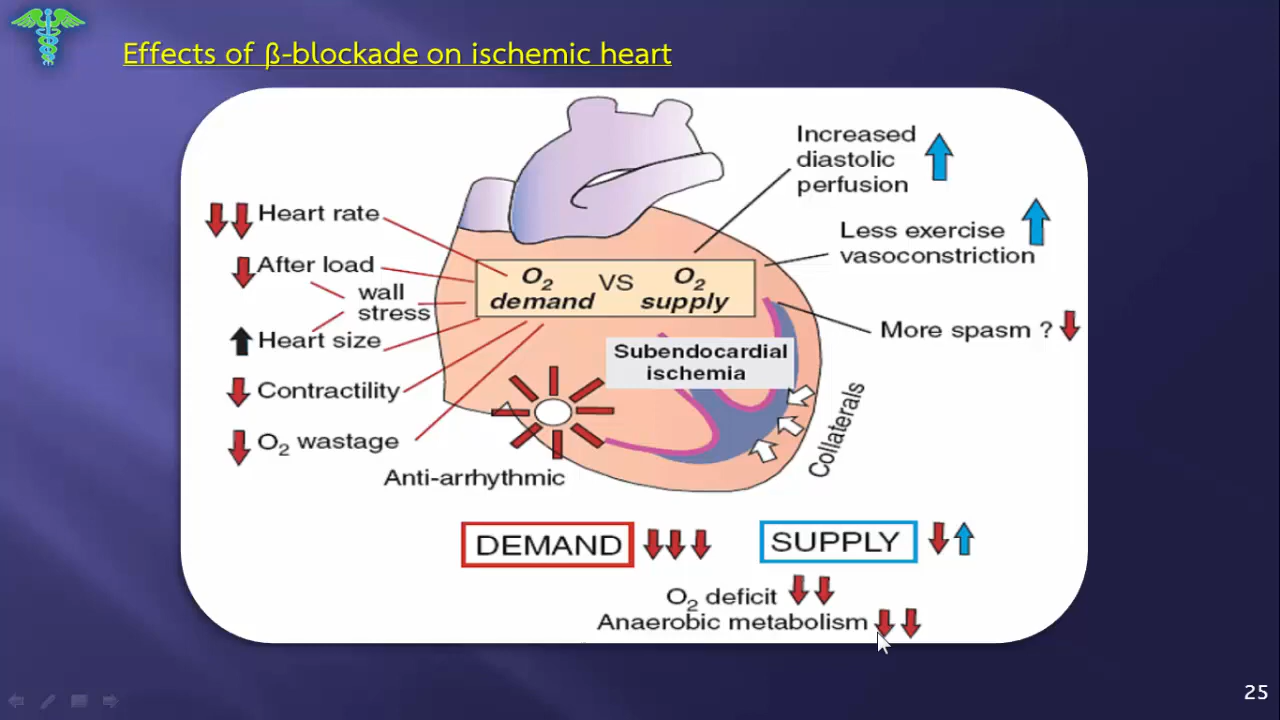 Effects of ß-blockade on ischemic heart
Increased
diastolic
perfusion
Heart rate
Less exercise
vasoconstriction
After load
wall
stress
O2 demand VS O2 supply
More spasm ?
Heart size
Subendocardial
ischemia
Contractility
Collaterals
O2 wastage
Anti-arrhythmic
DEMAND
SUPPLY
O2 deficit
Anaerobic metabolism
25